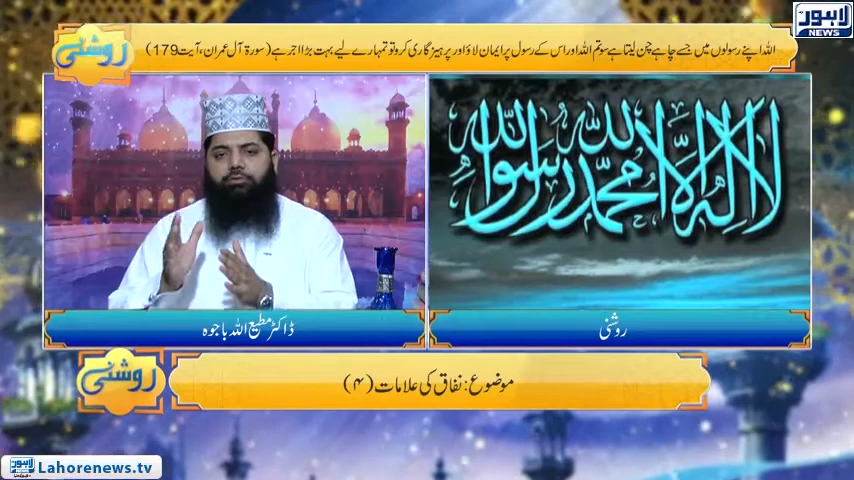 لاہور
NEWS
روشنی
اللہ اپنے رسولوں میں جسے چاہے چن لیتا ہے سو تم اللہ اور اس کے رسول پر ایمان لاؤ اور پرہیز گاری کرو تو تمہارے لیے بہت بڑا اجر ہے (سورۃ آل عمران، آیت 179)
لا الہ الا اللہ محمد رسول اللہ
ڈاکٹر مطیع اللہ باجوہ
روشنی
روشنی
موضوع: نفاق کی علامات (۴)
لاہور
Lahorenews.tv